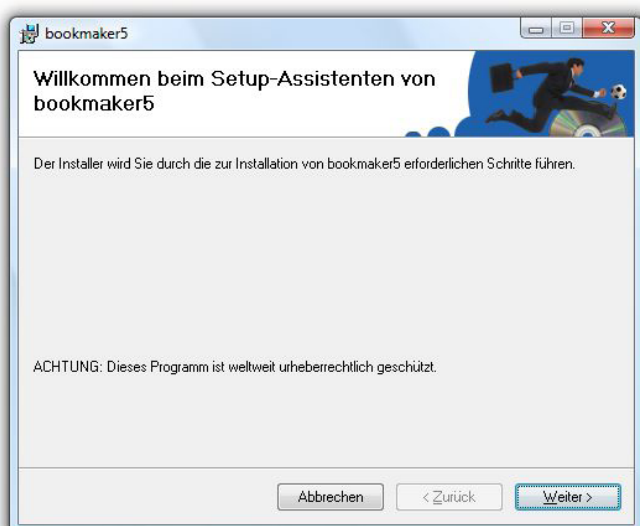 bookmaker5
Willkommen beim Setup-Assistenten von
bookmaker5
Der Installer wird Sie durch die zur Installation von bookmaker5 erforderlichen Schritte führen.
ACHTUNG: Dieses Programm ist weltweit urheberrechtlich geschützt.
Abbrechen
< Zurück
Weiter >